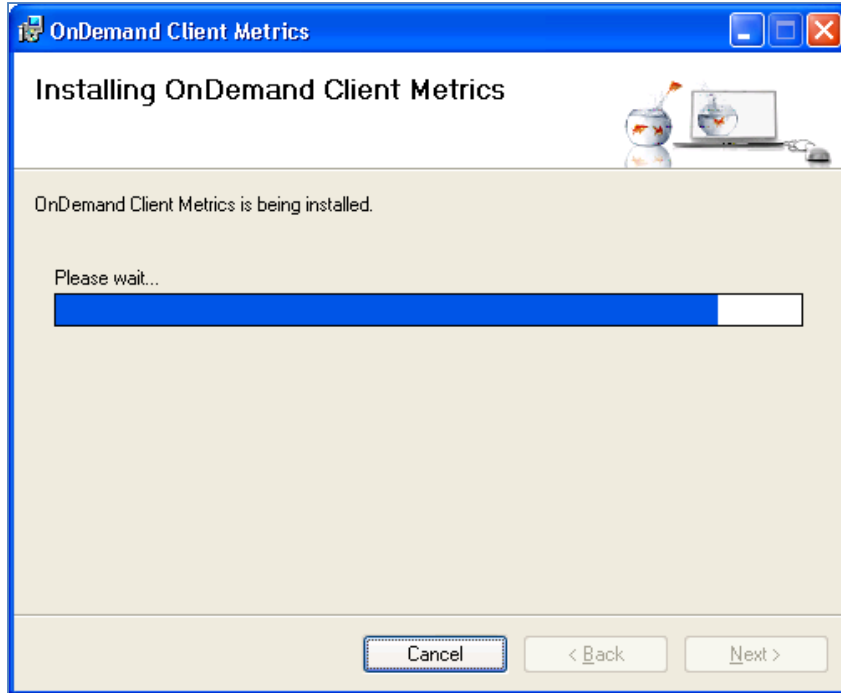 OnDemand Client Metrics
Installing OnDemand Client Metrics
OnDemand Client Metrics is being installed.
Please wait...
Cancel
< Back
Next >